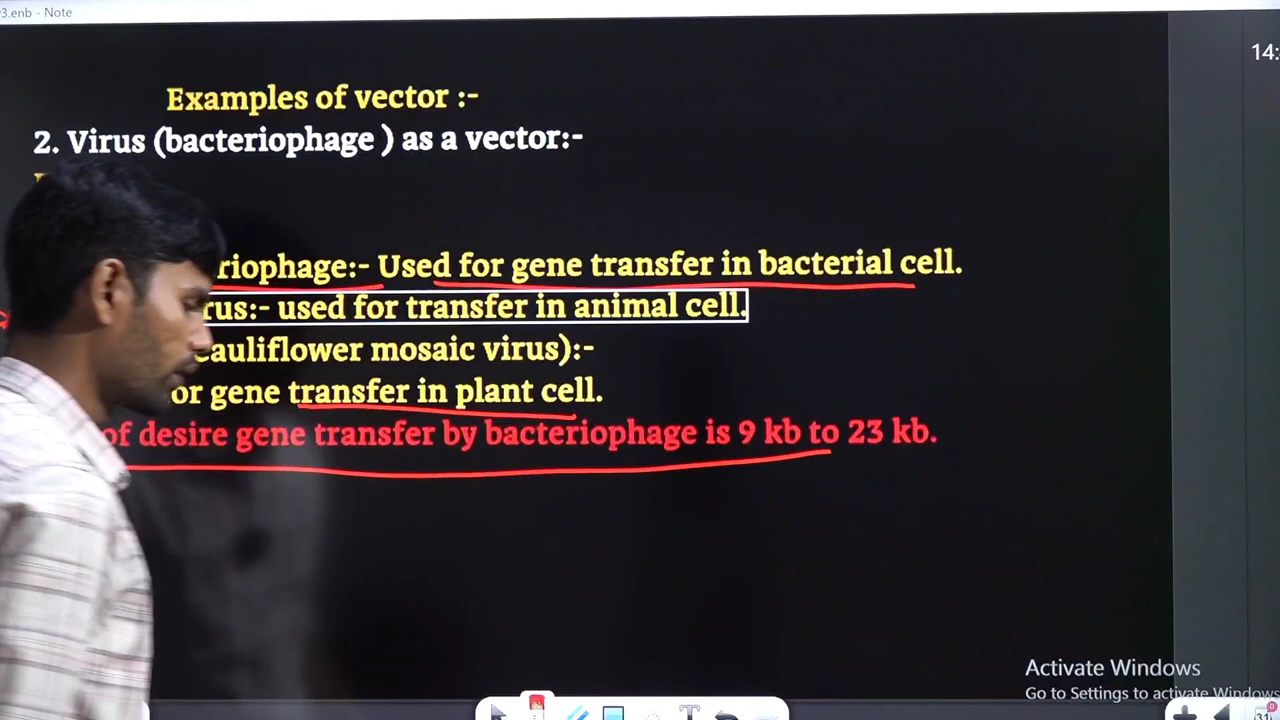 3.enb - Note
14:
Examples of vector :-
2. Virus (bacteriophage ) as a vector:-
riophage:- Used for gene transfer in bacterial cell.
rus:- used for transfer in animal cell.
cauliflower mosaic virus):-
or gene transfer in plant cell.
of desire gene transfer by bacteriophage is 9 kb to 23 kb.
Activate Windows
Go to Settings to activate Windows